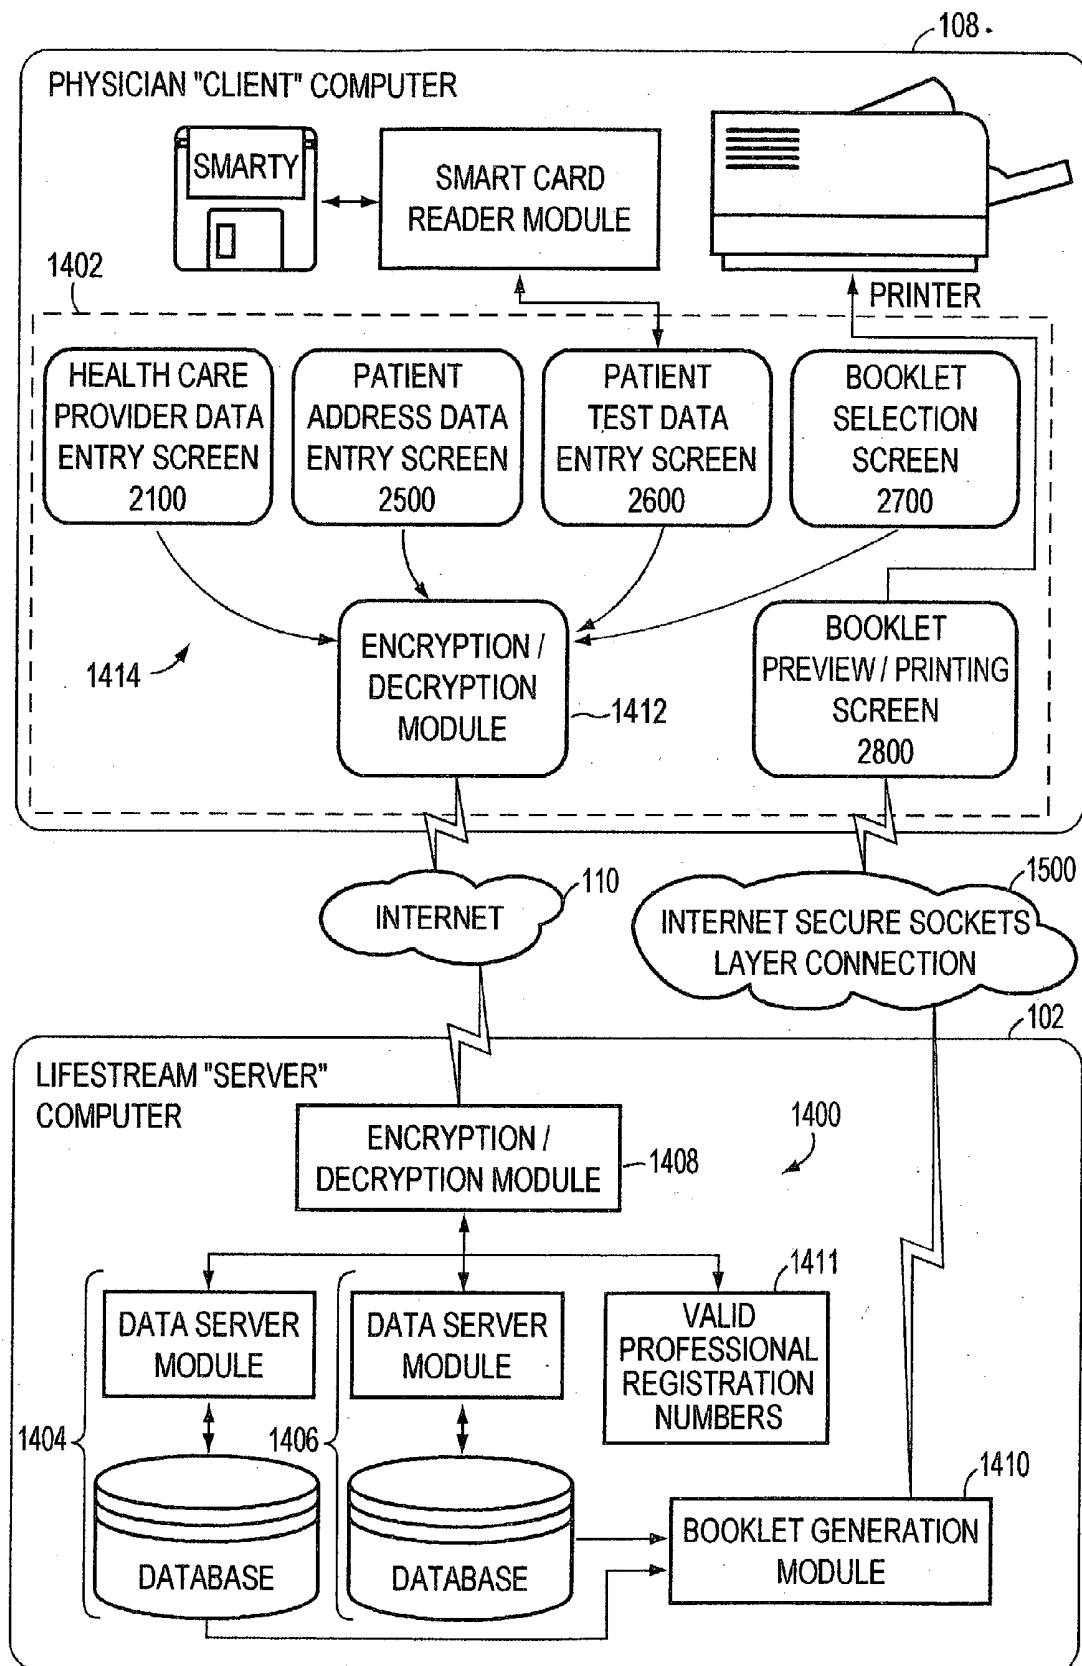 108
PHYSICIAN "CLIENT" COMPUTER
SMARTY
SMART CARD
READER MODULE
PRINTER
1402
HEALTH CARE
PROVIDER DATA
ENTRY SCREEN
2100
PATIENT
ADDRESS DATA
ENTRY SCREEN
2500
PATIENT
TEST DATA
ENTRY SCREEN
2600
BOOKLET
SELECTION
SCREEN
2700
1414
ENCRYPTION /
DECRYPTION
MODULE
1412
BOOKLET
PREVIEW / PRINTING
SCREEN
2800
110
INTERNET
1500
INTERNET SECURE SOCKETS
LAYER CONNECTION
102
LIFESTREAM "SERVER"
COMPUTER
1400
ENCRYPTION /
DECRYPTION MODULE
1408
DATA SERVER
MODULE
DATA SERVER
MODULE
1411
VALID
PROFESSIONAL
REGISTRATION
NUMBERS
1404
1406
DATABASE
DATABASE
1410
BOOKLET GENERATION
MODULE